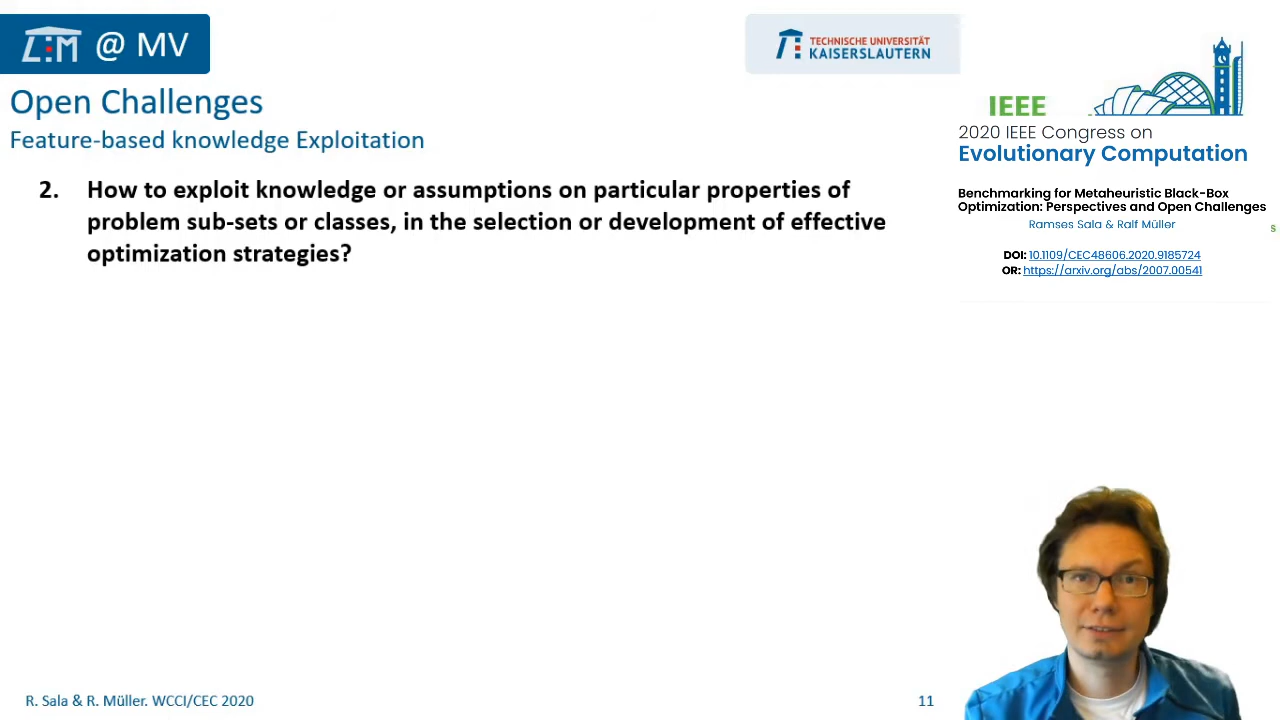 LTM @ MV
TECHNISCHE UNIVERSITÄT
KAISERSLAUTERN
Open Challenges
Feature-based knowledge Exploitation
2. How to exploit knowledge or assumptions on particular properties of
problem sub-sets or classes, in the selection or development of effective
optimization strategies?
IEEE
2020 IEEE Congress on
Evolutionary Computation
Benchmarking for Metaheuristic Black-Box
Optimization: Perspectives and Open Challenges
Ramses Sala & Ralf Müller
s
DOI: 10.1109/CEC48606.2020.9185724
OR: https://arxiv.org/abs/2007.00541
R. Sala & R. Müller. WCCI/CEC 2020
11